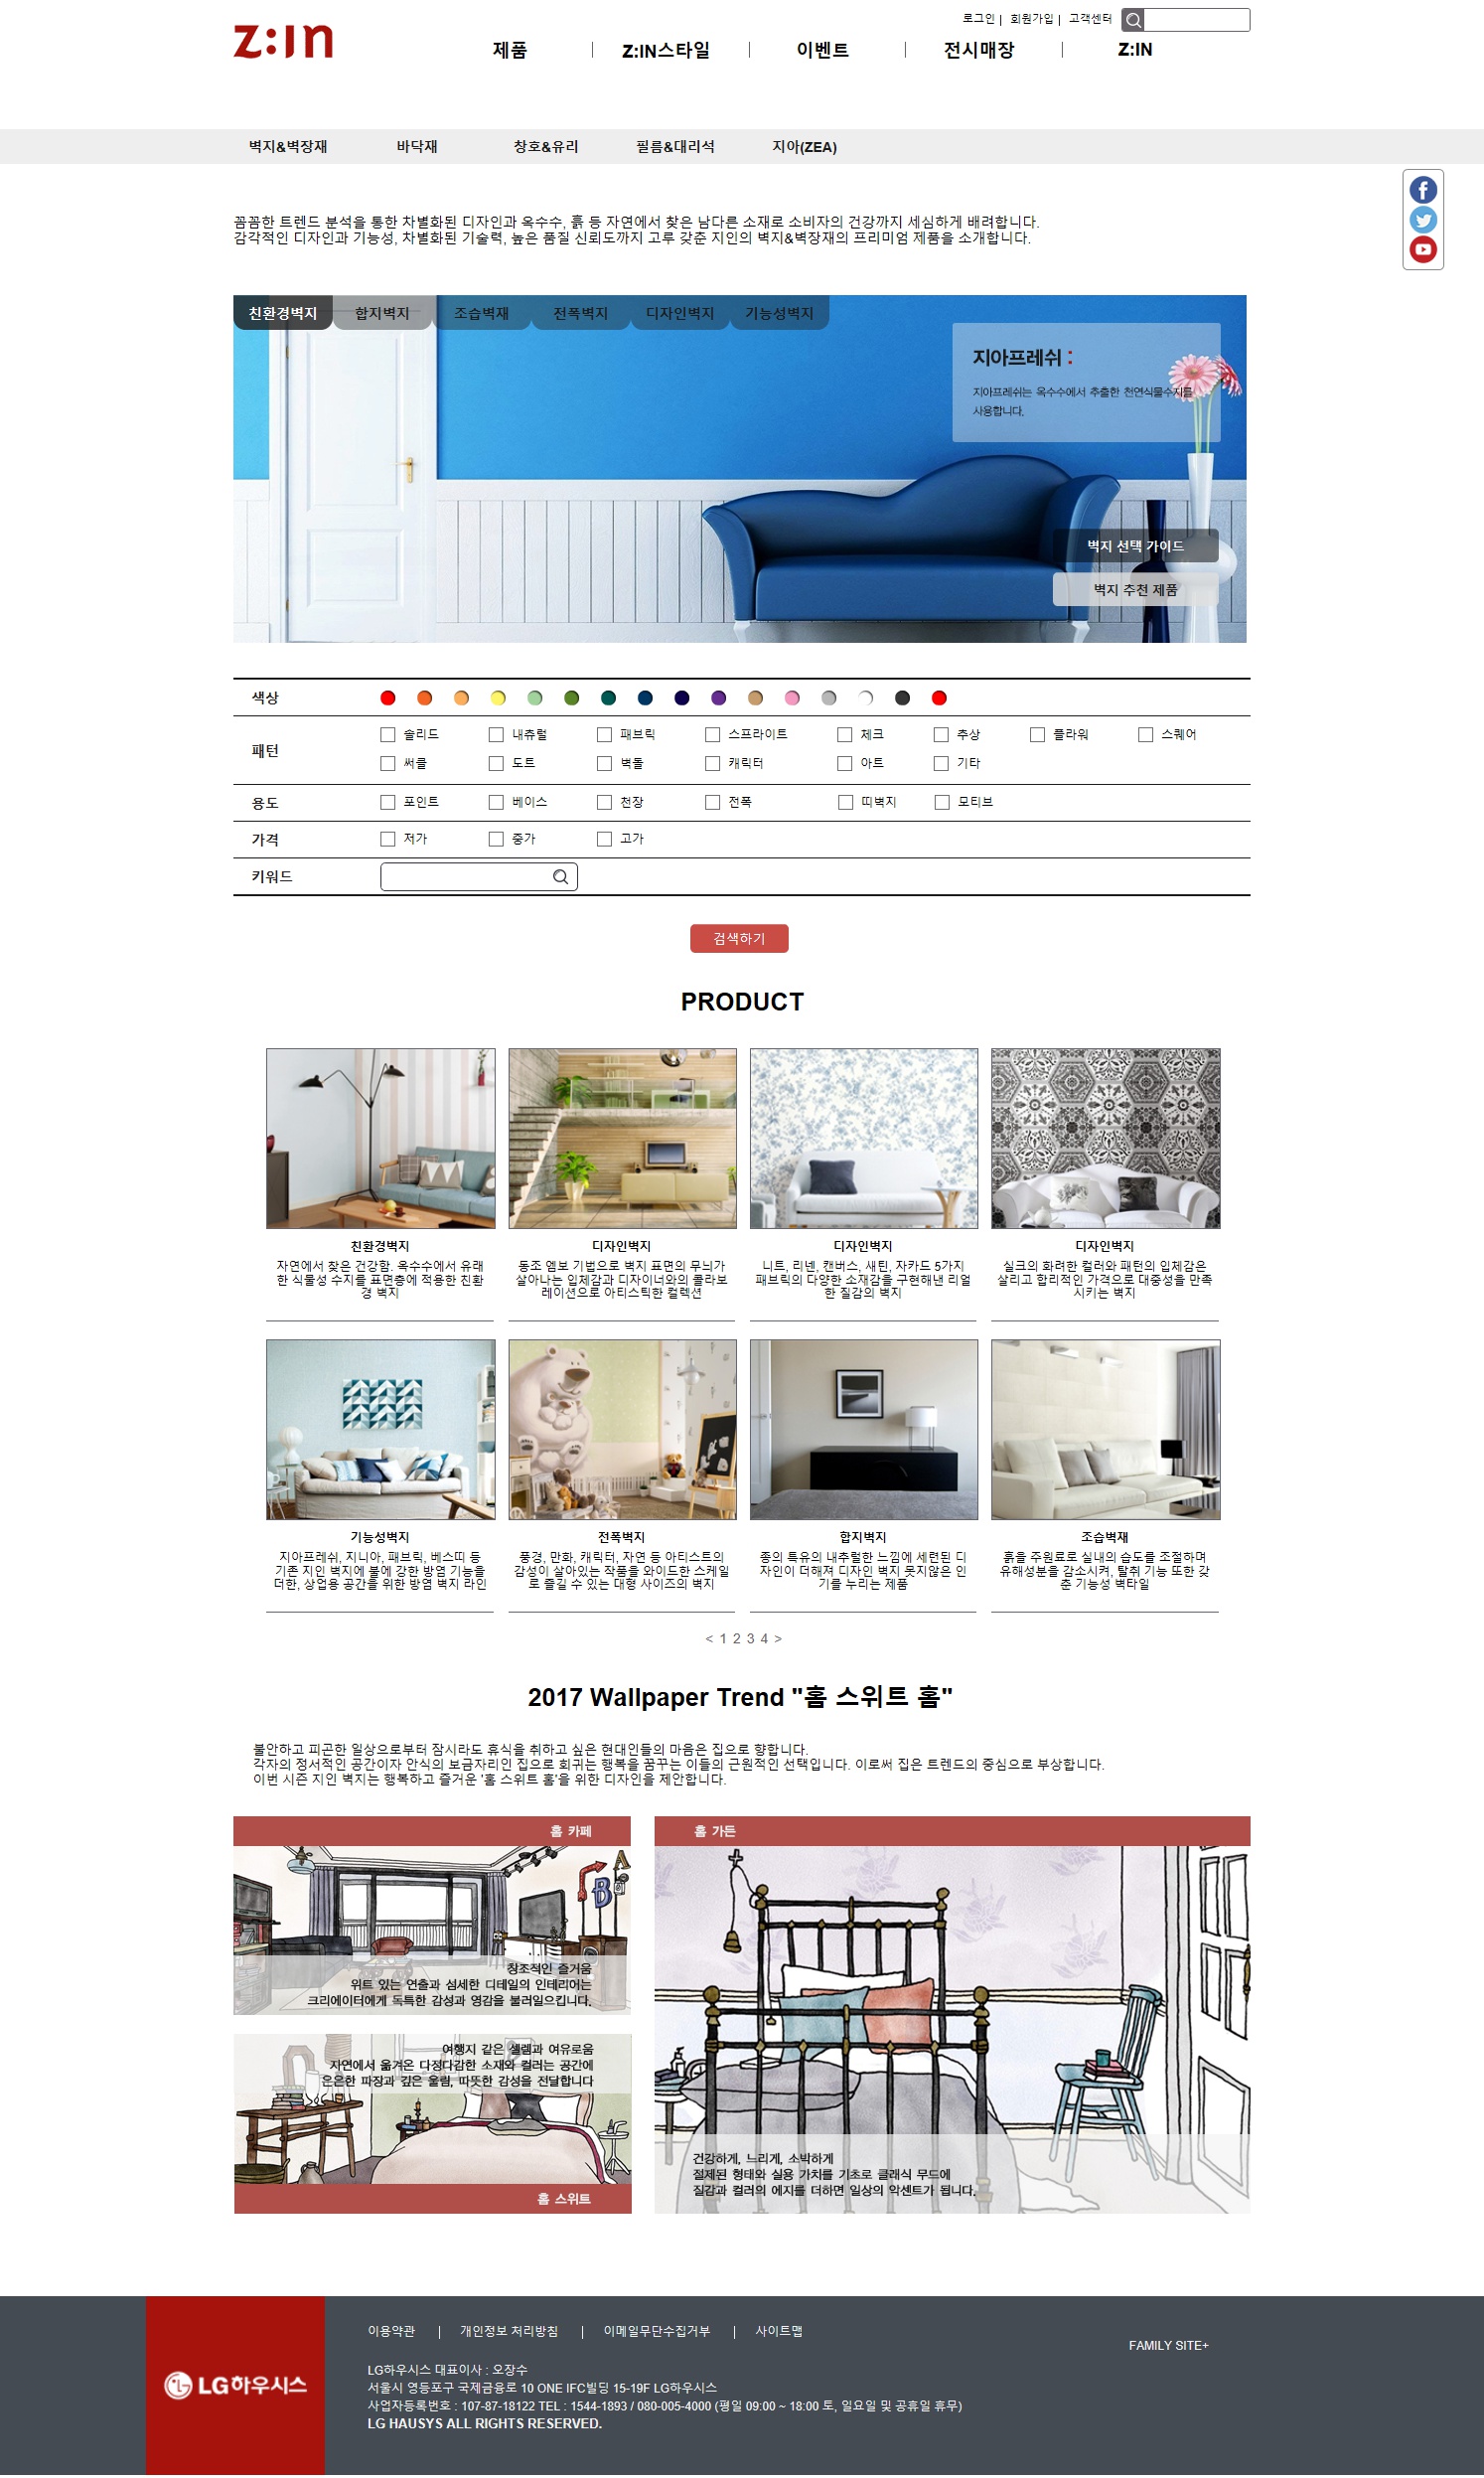 로그인 | 회원가입 | 고객센터
z:in
제품 | Z:IN스타일 | 이벤트 | 전시매장 | Z:IN
벽지&벽장재 바닥재 창호&유리 필름&대리석 지아(ZEA)
꼼꼼한 트렌드 분석을 통한 차별화된 디자인과 옥수수, 흙 등 자연에서 찾은 남다른 소재로 소비자의 건강까지 세심하게 배려합니다.
감각적인 디자인과 기능성, 차별화된 기술력, 높은 품질 신뢰도까지 고루 갖춘 지인의 벽지&벽장재의 프리미엄 제품을 소개합니다.
친환경벽지 합지벽지 조습벽재 전폭벽지 디자인벽지 기능성벽지
지아프레쉬 :
지아프레쉬는 옥수수에서 추출한 천연식물수지를
사용합니다.
벽지 선택 가이드
벽지 추천 제품
색상
패턴
솔리드 내츄럴 패브릭 스프라이트 체크 추상 플라워 스퀘어
써클 도트 벽돌 캐릭터 아트 기타
용도 포인트 베이스 천장 전폭 띠벽지 모티브
가격 저가 중가 고가
키워드
검색하기
PRODUCT
친환경벽지
자연에서 찾은 건강함. 옥수수에서 유래
한 식물성 수지를 표면층에 적용한 친환
경 벽지
디자인벽지
동조 엠보 기법으로 벽지 표면의 무늬가
살아나는 입체감과 디자이너와의 콜라보
레이션으로 아티스틱한 컬렉션
디자인벽지
니트, 리넨, 캔버스, 새틴, 자카드 5가지
패브릭의 다양한 소재감을 구현해낸 리얼
한 질감의 벽지
디자인벽지
실크의 화려한 컬러와 패턴의 입체감은
살리고 합리적인 가격으로 대중성을 만족
시키는 벽지
기능성벽지
지아프레쉬, 지니아, 패브릭, 베스띠 등
기존 지인 벽지에 불에 강한 방염 기능을
더한, 상업용 공간을 위한 방염 벽지 라인
전폭벽지
풍경, 만화, 캐릭터, 자연 등 아티스트의
감성이 살아있는 작품을 와이드한 스케일
로 즐길 수 있는 대형 사이즈의 벽지
합지벽지
종의 특유의 내추럴한 느낌에 세련된 디
자인이 더해져 디자인 벽지 못지않은 인
기를 누리는 제품
조습벽재
흙을 주원료로 실내의 습도를 조절하며
유해성분을 감소시켜, 탈취 기능 또한 갖
춘 기능성 벽타일
< 1 2 3 4 >
2017 Wallpaper Trend "홈 스위트 홈"
불안하고 피곤한 일상으로부터 잠시라도 휴식을 취하고 싶은 현대인들의 마음은 집으로 향합니다.
각자의 정서적인 공간이자 안식의 보금자리인 집으로 회귀는 행복을 꿈꾸는 이들의 근원적인 선택입니다. 이로써 집은 트렌드의 중심으로 부상합니다.
이번 시즌 지인 벽지는 행복하고 즐거운 '홈 스위트 홈'을 위한 디자인을 제안합니다.
홈 카페
A
B
창조적인 즐거움
위트 있는 연출과 섬세한 디테일의 인테리어는
크리에이터에게 독특한 감성과 영감을 불러일으킵니다.
여행지 같은 설렘과 여유로움
자연에서 옮겨온 다정다감한 소재와 컬러는 공간에
은은한 파장과 깊은 울림, 따뜻한 감성을 전달합니다
홈 스위트
홈 가든
건강하게, 느리게, 소박하게
절제된 형태와 실용 가치를 기초로 클래식 무드에
질감과 컬러의 에지를 더하면 일상의 악센트가 됩니다.
LG하우시스
이용약관 | 개인정보 처리방침 | 이메일무단수집거부 | 사이트맵
FAMILY SITE+
LG하우시스 대표이사 : 오장수
서울시 영등포구 국제금융로 10 ONE IFC빌딩 15-19F LG하우시스
사업자등록번호 : 107-87-18122 TEL : 1544-1893 / 080-005-4000 (평일 09:00 ~ 18:00 토, 일요일 및 공휴일 휴무)
LG HAUSYS ALL RIGHTS RESERVED.